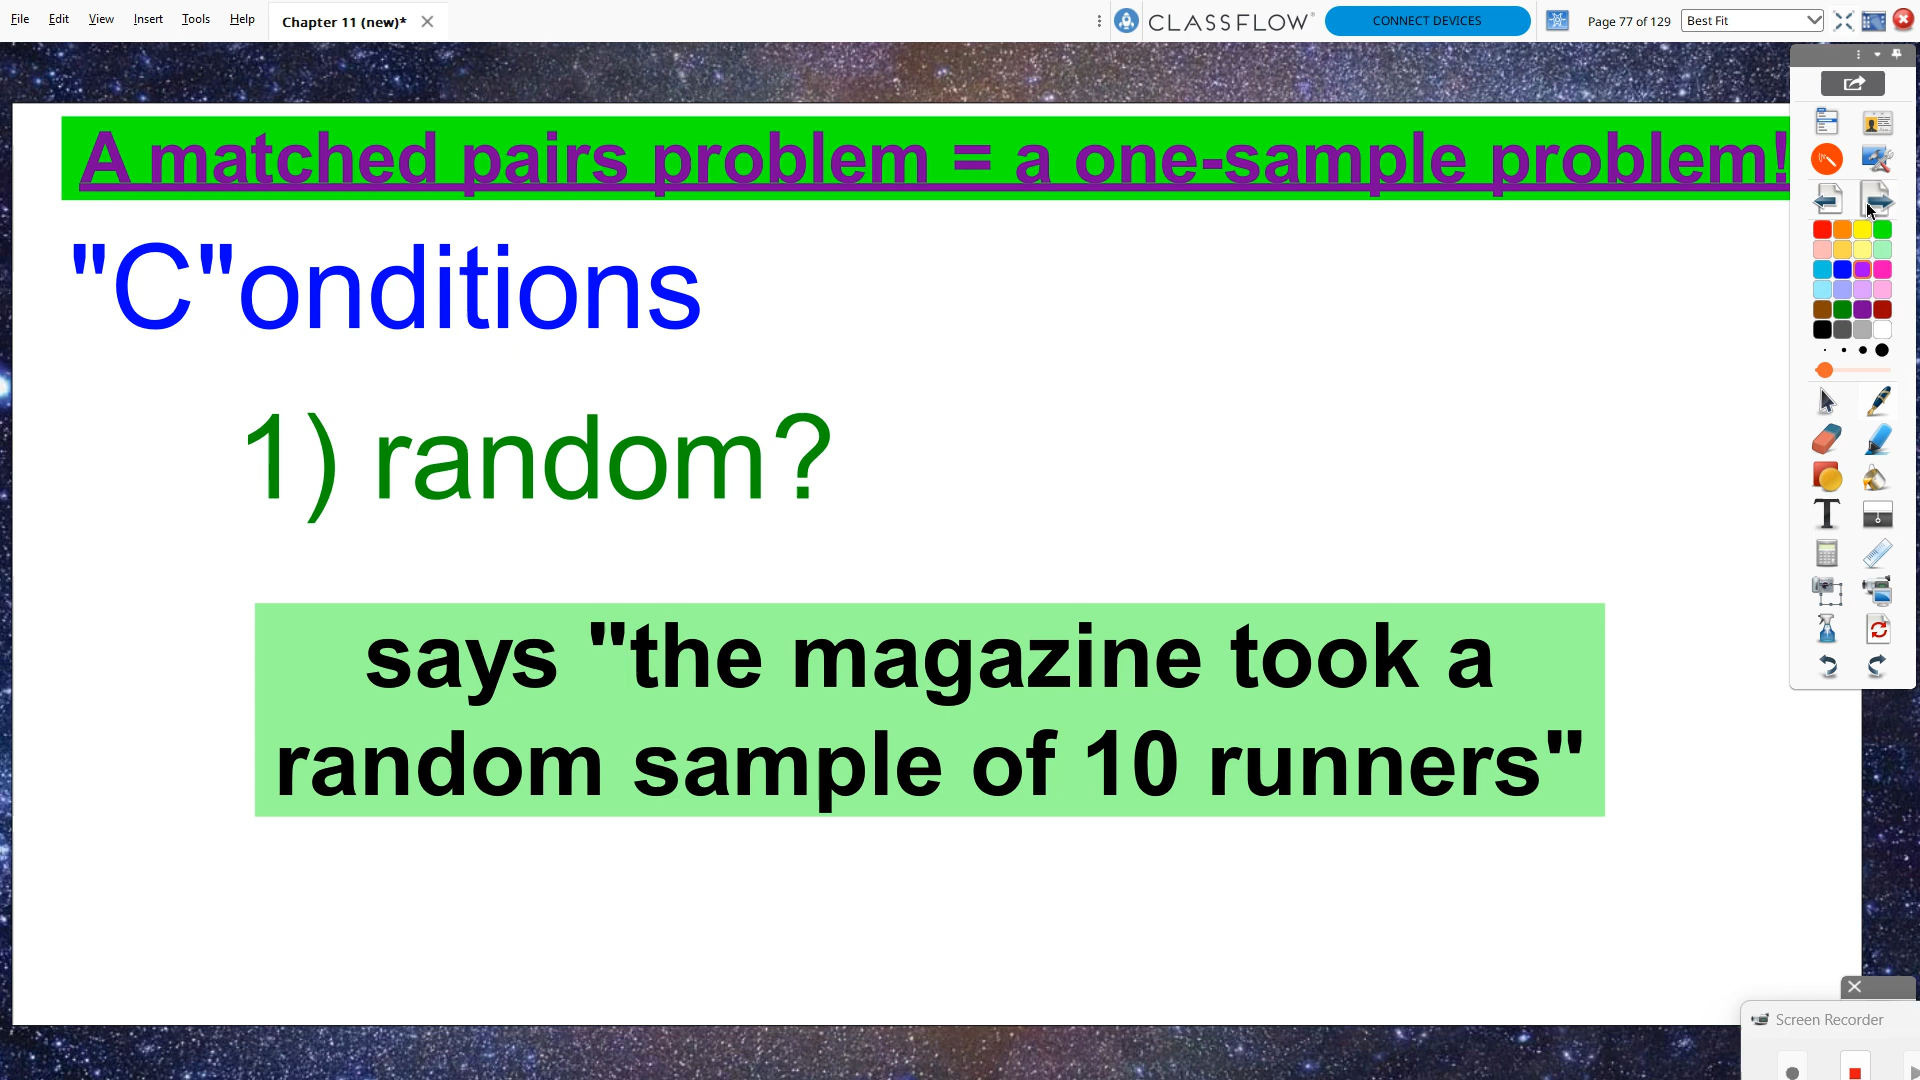 File Edit View Insert Tools Help Chapter 11 (new)* CLASSFLOW CONNECT DEVICES Page 77 of 129 Best Fit
A matched pairs problem = a one-sample problem!
"C"onditions
1) random?
says "the magazine took a
random sample of 10 runners"
T
Screen Recorder